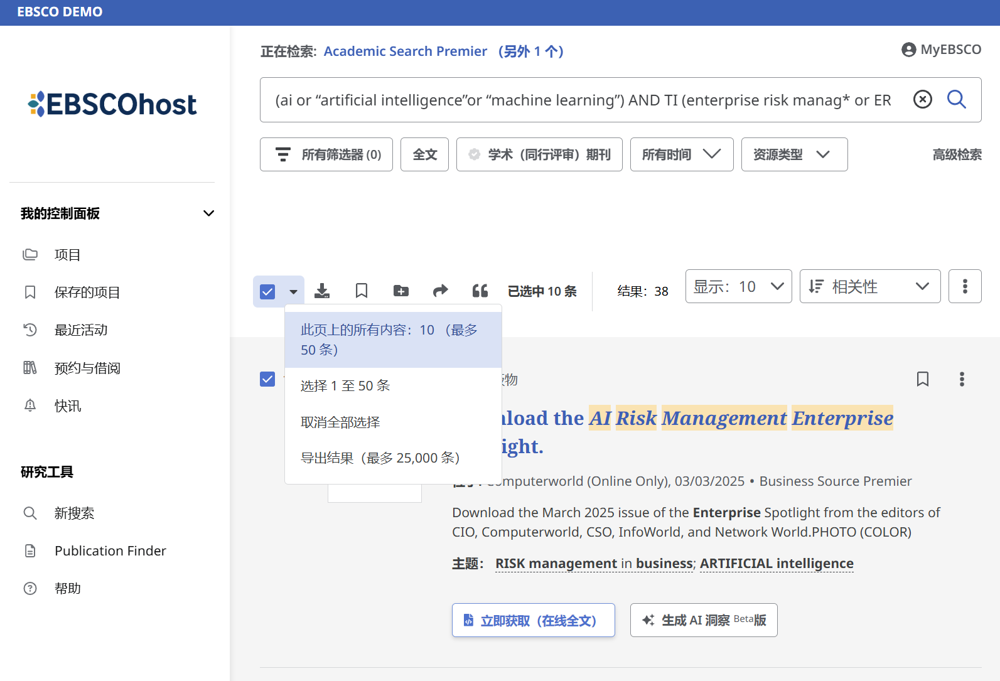 EBSCO DEMO
EBSCOhost
我的控制面板
项目
保存的项目
最近活动
预约与借阅
快讯
研究工具
新搜索
Publication Finder
帮助
正在检索: Academic Search Premier （另外 1 个）
MyEBSCO
(ai or “artificial intelligence”or “machine learning”) AND TI (enterprise risk manag* or ER
所有筛选器 (0)
全文
学术（同行评审）期刊
所有时间
资源类型
高级检索
已选中 10 条
结果：38
显示：10
相关性
此页上的所有内容：10 （最多
50 条）
选择 1 至 50 条
取消全部选择
导出结果（最多 25,000 条）
物
load the AI Risk Management Enterprise
ight.
Computerworld (Online Only), 03/03/2025 • Business Source Premier
Download the March 2025 issue of the Enterprise Spotlight from the editors of
CIO, Computerworld, CSO, InfoWorld, and Network World.PHOTO (COLOR)
主题： RISK management in business; ARTIFICIAL intelligence
立即获取（在线全文）
生成 AI 洞察 Beta版